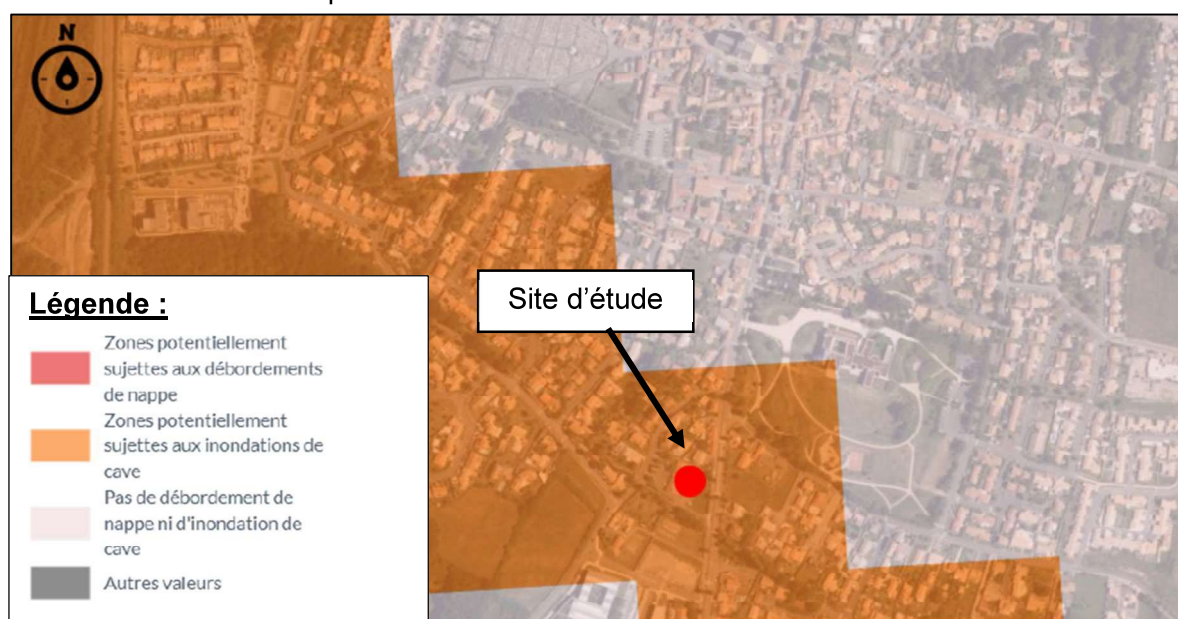 N
Site d'étude
Légende :
Zones potentiellement
sujettes aux débordements
de nappe
Zones potentiellement
sujettes aux inondations de
cave
Pas de débordement de
nappe ni d'inondation de
cave
Autres valeurs